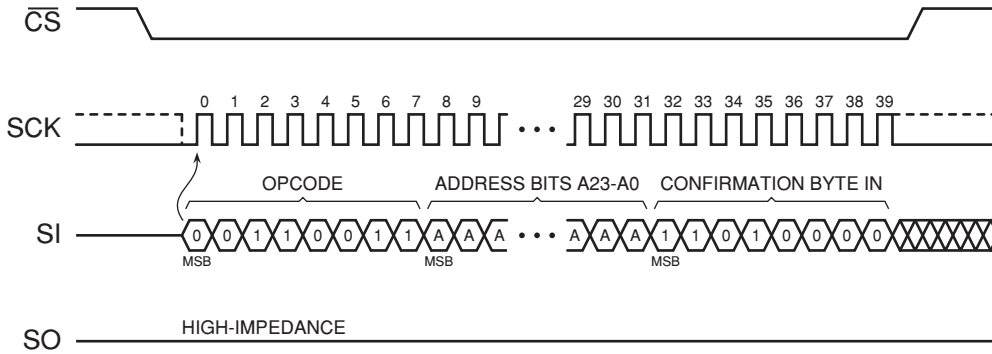 CS
0 1 2 3 4 5 6 7 8 9 29 30 31 32 33 34 35 36 37 38 39
SCK
OPCODE ADDRESS BITS A23-A0 CONFIRMATION BYTE IN
SI 0 0 1 1 0 0 1 1 A A A A A A 1 1 0 1 0 0 0 0
MSB MSB MSB
HIGH-IMPEDANCE
SO